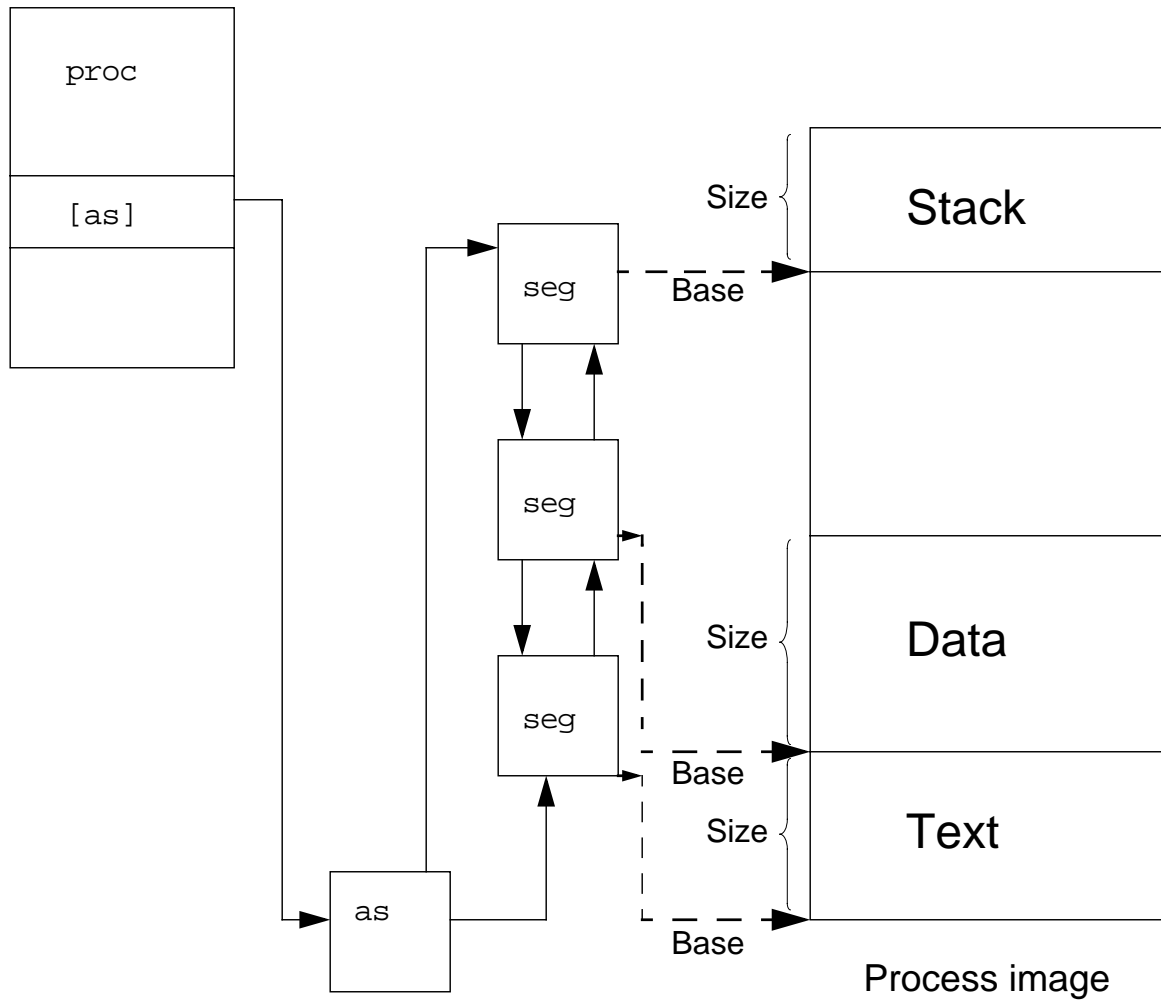 proc
[as]
Size
Stack
seg
Base
seg
Size
Data
seg
Base
Size
Text
as
Base
Process image